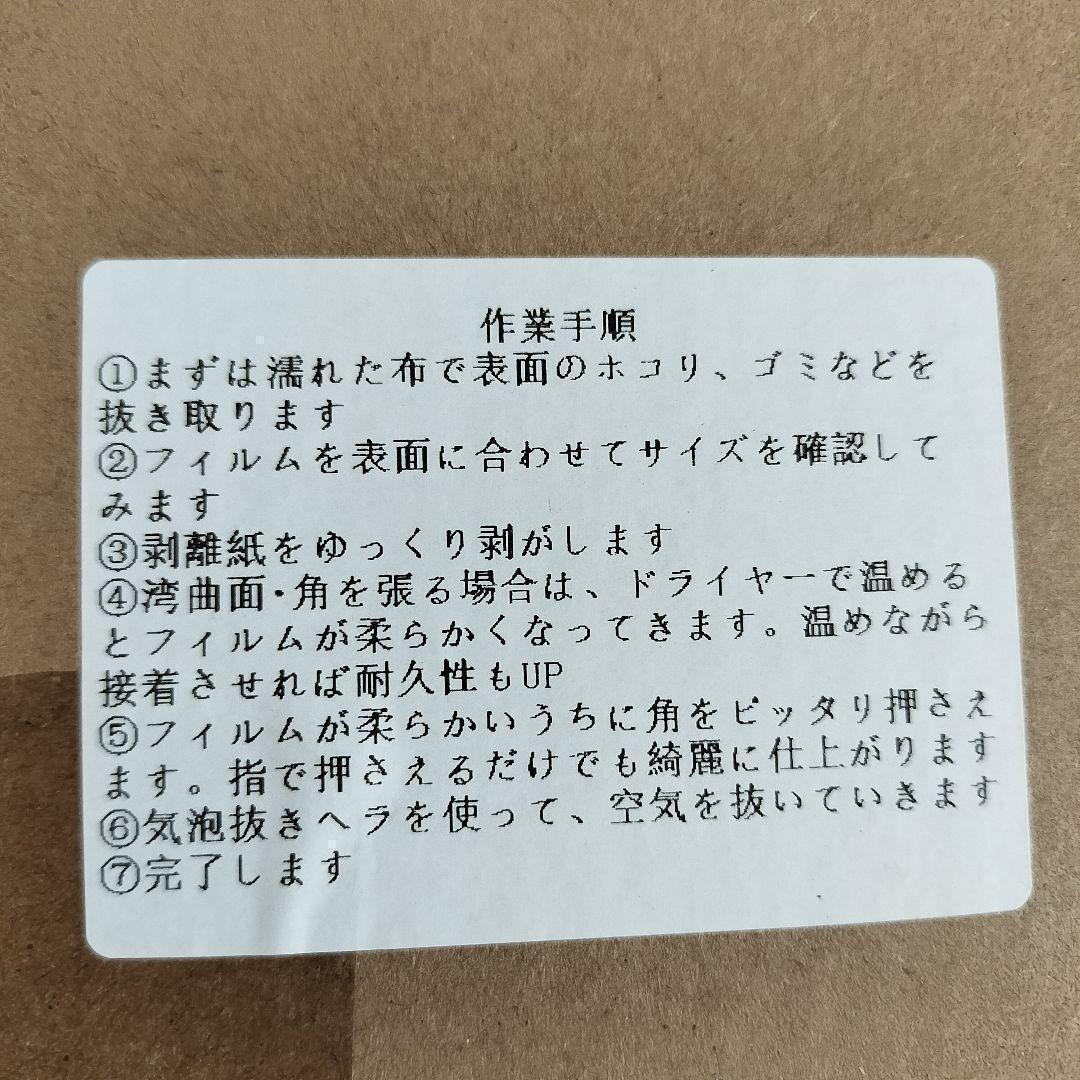 作業手順
①まずは濡れた布で表面のホコリ、ゴミなどを
抜き取ります
②フィルムを表面に合わせてサイズを確認して
みます
③剥離紙をゆっくり剥がします
④湾曲面・角を張る場合は、ドライヤーで温める
とフィルムが柔らかくなってきます。温めながら
接着させれば耐久性もUP
⑤フィルムが柔らかいうちに角をピッタリ押さえ
ます。指で押さえるだけでも綺麗に仕上がります
⑥気泡抜きヘラを使って、空気を抜いていきます
⑦完了します